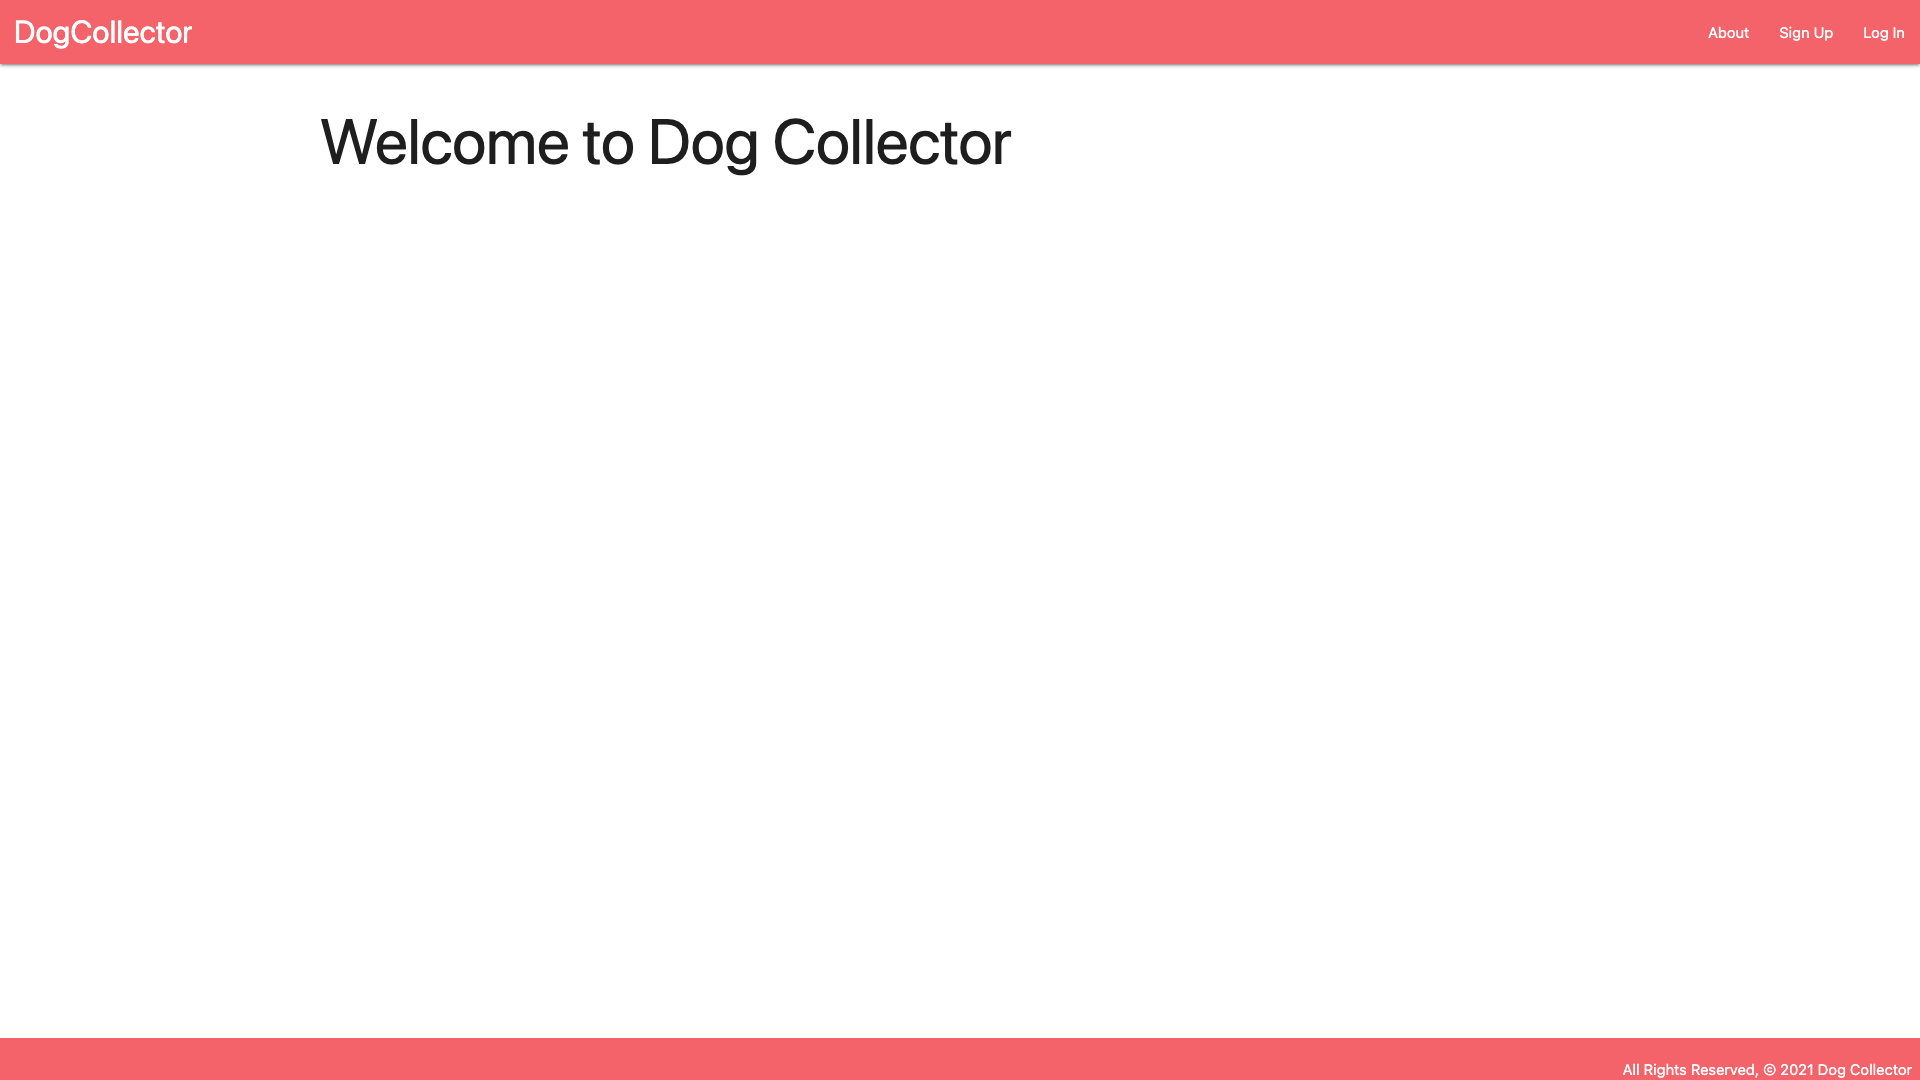 DogCollector
About
Sign Up
Log In
Welcome to Dog Collector
All Rights Reserved, © 2021 Dog Collector